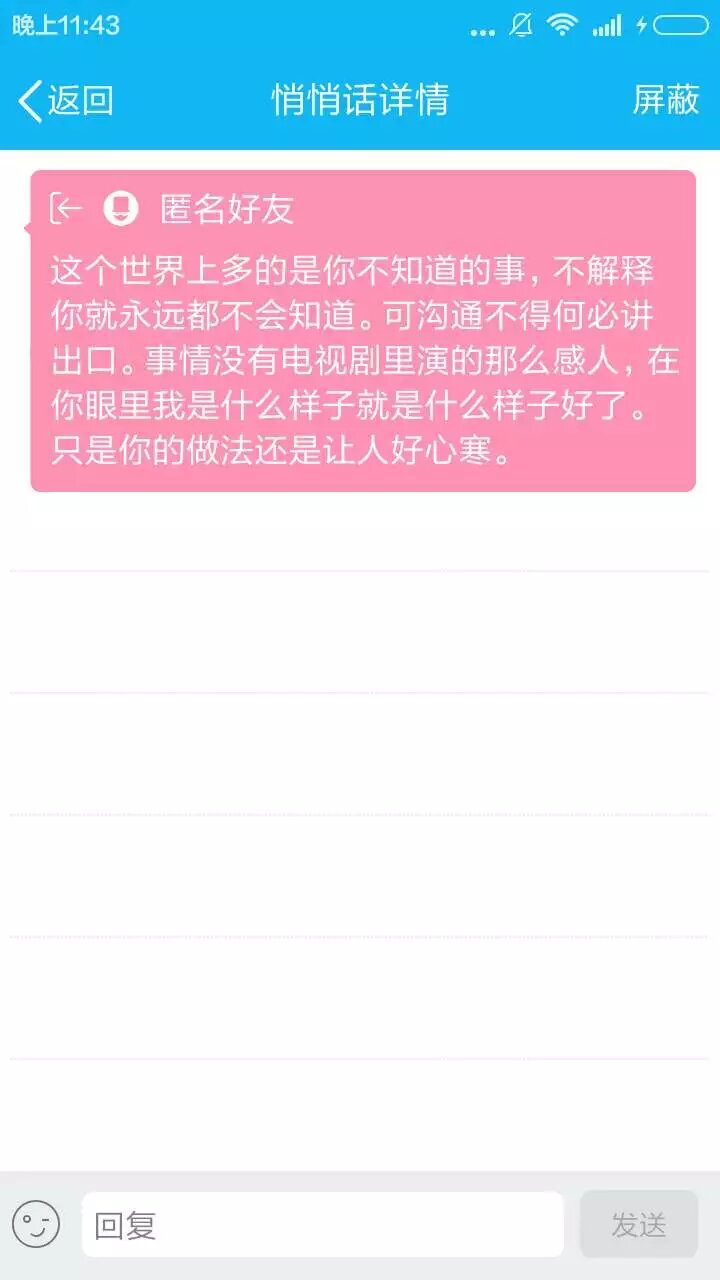 晚上11:43
返回 悄悄话详情 屏蔽
匿名好友
这个世界上多的是你不知道的事，不解释
你就永远都不会知道。可沟通不得何必讲
出口。事情没有电视剧里演的那么感人，在
你眼里我是什么样子就是什么样子好了。
只是你的做法还是让人好心寒。
回复 发送